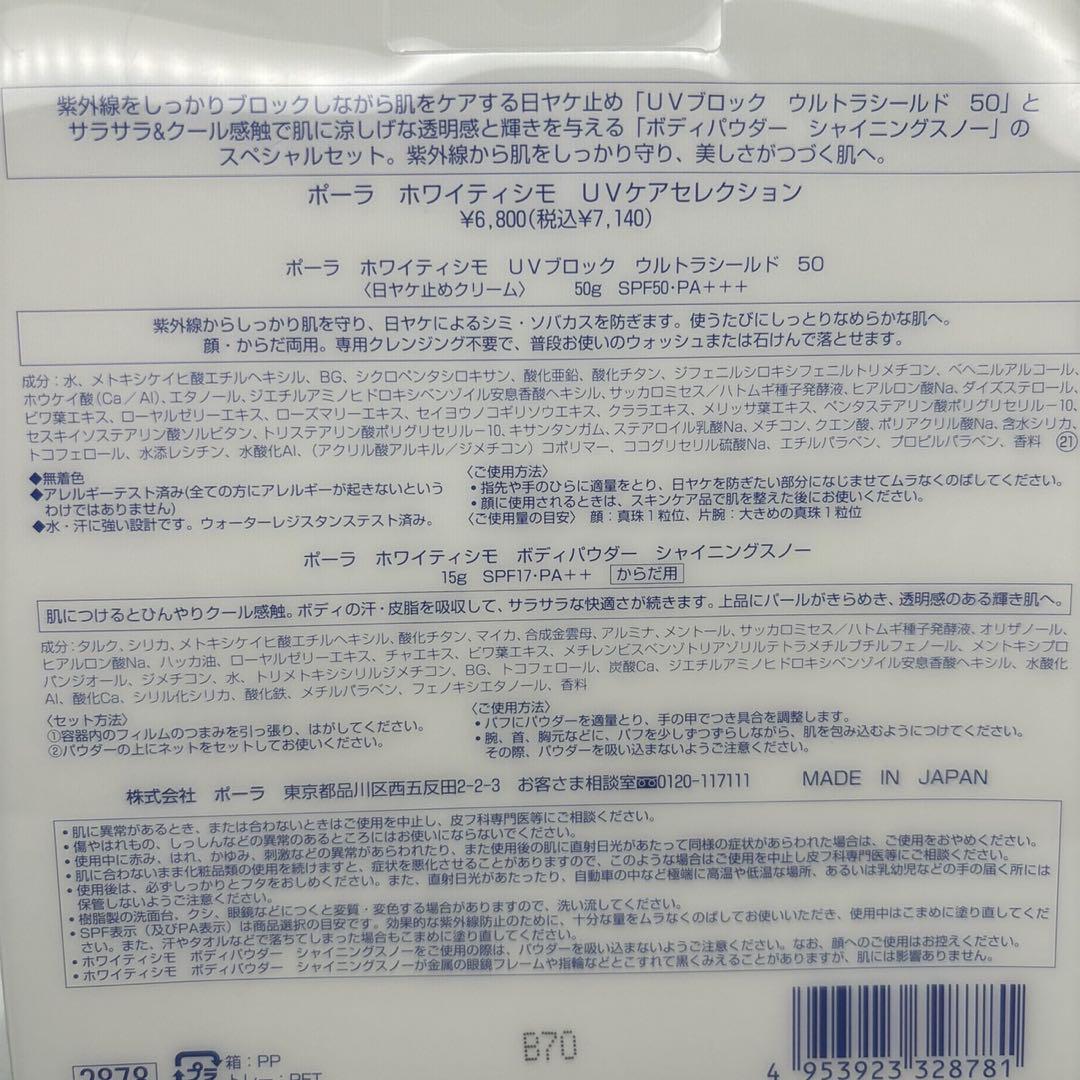 紫外線をしっかりブロックしながら肌をケアする日ヤケ止め「UVブロック　ウルトラシールド　50」と
サラサラ&クール感触で肌に涼しげな透明感と輝きを与える「ボディパウダー　シャイニングスノー」の
スペシャルセット。紫外線から肌をしっかり守り、美しさがつづく肌へ。
ポーラ　ホワイティシモ　UVケアセレクション
¥6,800(税込¥7,140)
ポーラ　ホワイティシモ　UVブロック　ウルトラシールド　50
〈日ヤケ止めクリーム〉　50g　SPF50・PA+++
紫外線からしっかり肌を守り、日ヤケによるシミ・ソバカスを防ぎます。使うたびにしっとりなめらかな肌へ。
顔・からだ両用。専用クレンジング不要で、普段お使いのウォッシュまたは石けんで落とせます。
成分：水、メトキシケイヒ酸エチルヘキシル、BG、シクロペンタシロキサン、酸化亜鉛、酸化チタン、ジフェニルシロキシフェニルトリメチコン、ベヘニルアルコール、
ホウケイ酸(Ca/Al)、エタノール、ジエチルアミノヒドロキシベンゾイル安息香酸ヘキシル、サッカロミセス/ハトムギ種子発酵液、ヒアルロン酸Na、ダイズステロール、
ビワ葉エキス、ローヤルゼリーエキス、ローズマリーエキス、セイヨウノコギリソウエキス、クララエキス、メリッサ葉エキス、ペンタステアリン酸ポリグリセリル-10、
セスキイソステアリン酸ソルビタン、トリステアリン酸ポリグリセリル-10、キサンタンガム、ステアロイル乳酸Na、メチコン、クエン酸、ポリアクリル酸Na、含水シリカ、
トコフェロール、水添レシチン、水酸化Al、(アクリル酸アルキル/ジメチコン)コポリマー、ココグリセリル硫酸Na、エチルパラベン、プロピルパラベン、香料　㉑
◆無着色
◆アレルギーテスト済み(全ての方にアレルギーが起きないという
わけではありません)
◆水・汗に強い設計です。ウォーターレジスタンステスト済み。
〈ご使用方法〉
・指先や手のひらに適量をとり、日ヤケを防ぎたい部分になじませてムラなくのばしてください。
・顔に使用されるときは、スキンケア品で肌を整えた後にお使いください。
〈ご使用量の目安〉 顔：真珠1粒位、片腕：大きめの真珠1粒位
ポーラ　ホワイティシモ　ボディパウダー　シャイニングスノー
15g　SPF17・PA++　からだ用
肌につけるとひんやりクール感触。ボディの汗・皮脂を吸収して、サラサラな快適さが続きます。上品にパールがきらめき、透明感のある輝き肌へ。
成分：タルク、シリカ、メトキシケイヒ酸エチルヘキシル、酸化チタン、マイカ、合成金雲母、アルミナ、メントール、サッカロミセス/ハトムギ種子発酵液、オリザノール、
ヒアルロン酸Na、ハッカ油、ローヤルゼリーエキス、チャエキス、ビワ葉エキス、メチレンビスベンゾトリアゾリルテトラメチルブチルフェノール、メントキシプロ
パンジオール、ジメチコン、水、トリメトキシシリルジメチコン、BG、トコフェロール、炭酸Ca、ジエチルアミノヒドロキシベンゾイル安息香酸ヘキシル、水酸化
Al、酸化Ca、シリル化シリカ、酸化鉄、メチルパラベン、フェノキシエタノール、香料
〈セット方法〉
①容器内のフィルムのつまみを引っ張り、はがしてください。
②パウダーの上にネットをセットしてお使いください。
〈ご使用方法〉
・パフにパウダーを適量とり、手の甲でつき具合を調整します。
・腕、首、胸元などに、パフを少しずつずらしながら、肌を包み込むようにつけてください。
その際、パウダーを吸い込まないようご注意ください。
株式会社　ポーラ　東京都品川区西五反田2-2-3　お客さま相談室 0120-117111　MADE IN JAPAN
・肌に異常があるとき、または合わないときはご使用を中止し、皮フ科専門医等にご相談ください。
・傷やはれもの、しっしんなどの異常のあるところにはお使いにならないでください。
・使用中に赤み、はれ、かゆみ、刺激などの異常があらわれたり、また使用後の肌に直射日光があたって同様の症状があらわれた場合は、ご使用をおやめください。
・肌に合わないまま化粧品類の使用を続けますと、症状を悪化させることがありますので、このような場合はご使用を中止し皮フ科専門医等にご相談ください。
・使用後は、必ずしっかりとフタをおしめください。また、直射日光があたったり、自動車の中など極端に高温や低温な場所、あるいは乳幼児などの手の届く所には
保管しないようご注意ください。
・樹脂製の洗面台、クシ、眼鏡などにつくと変質・変色する場合がありますので、洗い流してください。
・SPF表示(及びPA表示)は商品選択の目安です。効果的な紫外線防止のために、十分な量をムラなくのばしてお使いいただき、使用中はこまめに塗り直してくだ
さい。また、汗やタオルなどで落ちてしまった場合もこまめに塗り直してください。
・ホワイティシモ　ボディパウダー　シャイニングスノーをご使用の際は、パウダーを吸い込まないようご注意ください。なお、顔へのご使用はお控えください。
・ホワイティシモ　ボディパウダー　シャイニングスノーが金属の眼鏡フレームや指輪などとこすれて黒くみえることがありますが、肌には影響ありません。
B70
2878
プラ
箱：PP
トレー：PET
4 953923 328781